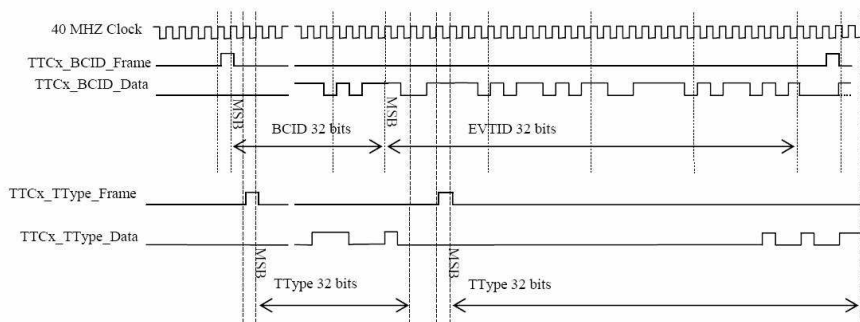 40 MHZ Clock
TTCx_BCID_Frame
TTCx_BCID_Data
MSB
MSB
BCID 32 bits
EVTID 32 bits
TTCx_TType_Frame
TTCx_TType_Data
MSB
MSB
TType 32 bits
TType 32 bits